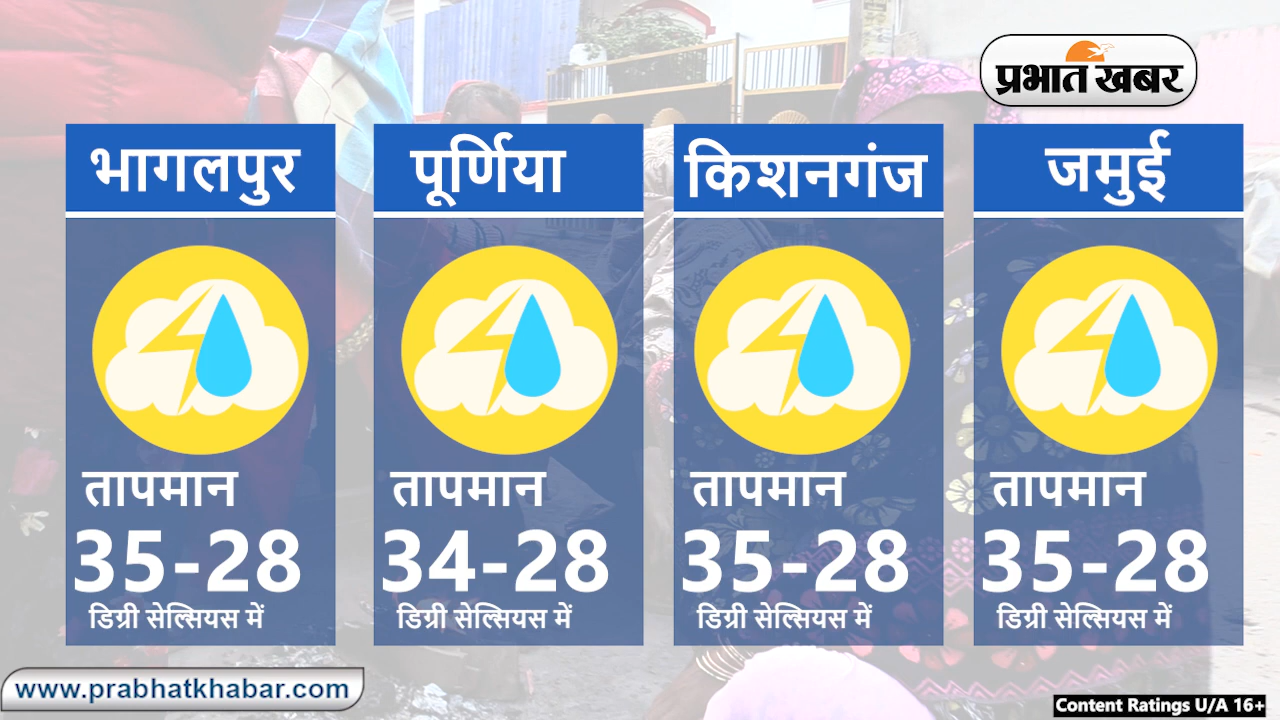 प्रभात खबर
भागलपुर
तापमान
35-28
डिग्री सेल्सियस में
पूर्णिया
तापमान
34-28
डिग्री सेल्सियस में
किशनगंज
तापमान
35-28
डिग्री सेल्सियस में
जमुई
तापमान
35-28
डिग्री सेल्सियस में
www.prabhatkhabar.com
Content Ratings U/A 16+